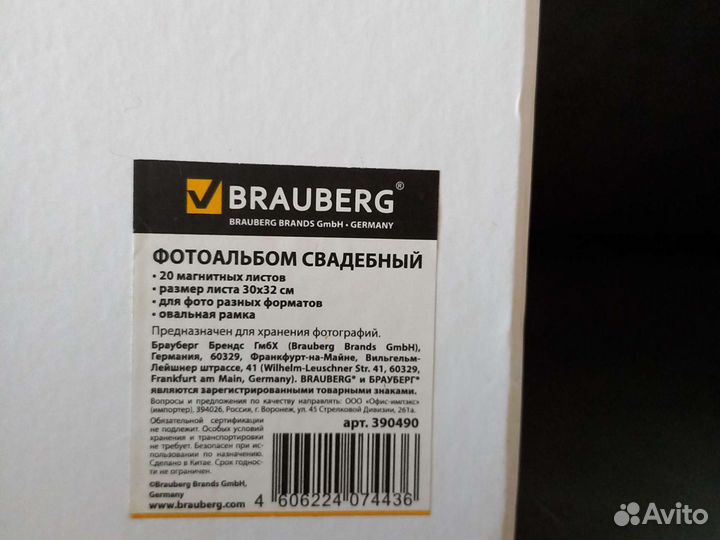 BRAUBERG®
BRAUBERG BRANDS GmbH • GERMANY
ФОТОАЛЬБОМ СВАДЕБНЫЙ
• 20 магнитных листов
• размер листа 30х32 см
• для фото разных форматов
• овальная рамка
Предназначен для хранения фотографий.
Брауберг Брендс ГмбХ (Brauberg Brands GmbH),
Германия, 60329, Франкфурт-на-Майне, Вильгельм-
Лейшнер штрассе, 41 (Wilhelm-Leuschner Str. 41, 60329,
Frankfurt am Main, Germany). BRAUBERG® и БРАУБЕРГ®
являются зарегистрированными товарными знаками.
Вопросы и предложения по качеству направлять: ООО «Офис-импэкс»
(импортер), 394026, Россия, г. Воронеж, ул. 45 Стрелковой Дивизии, 261а.
Обязательной сертификации
не подлежит. Особых условий
хранения и транспортировки
не требует. Безопасен при ис-
пользовании по назначению.
Сделано в Китае. Срок годнос-
ти не ограничен.
©Brauberg Brands GmbH,
Germany
www.brauberg.com
арт. 390490
4 606224 074436
Avito